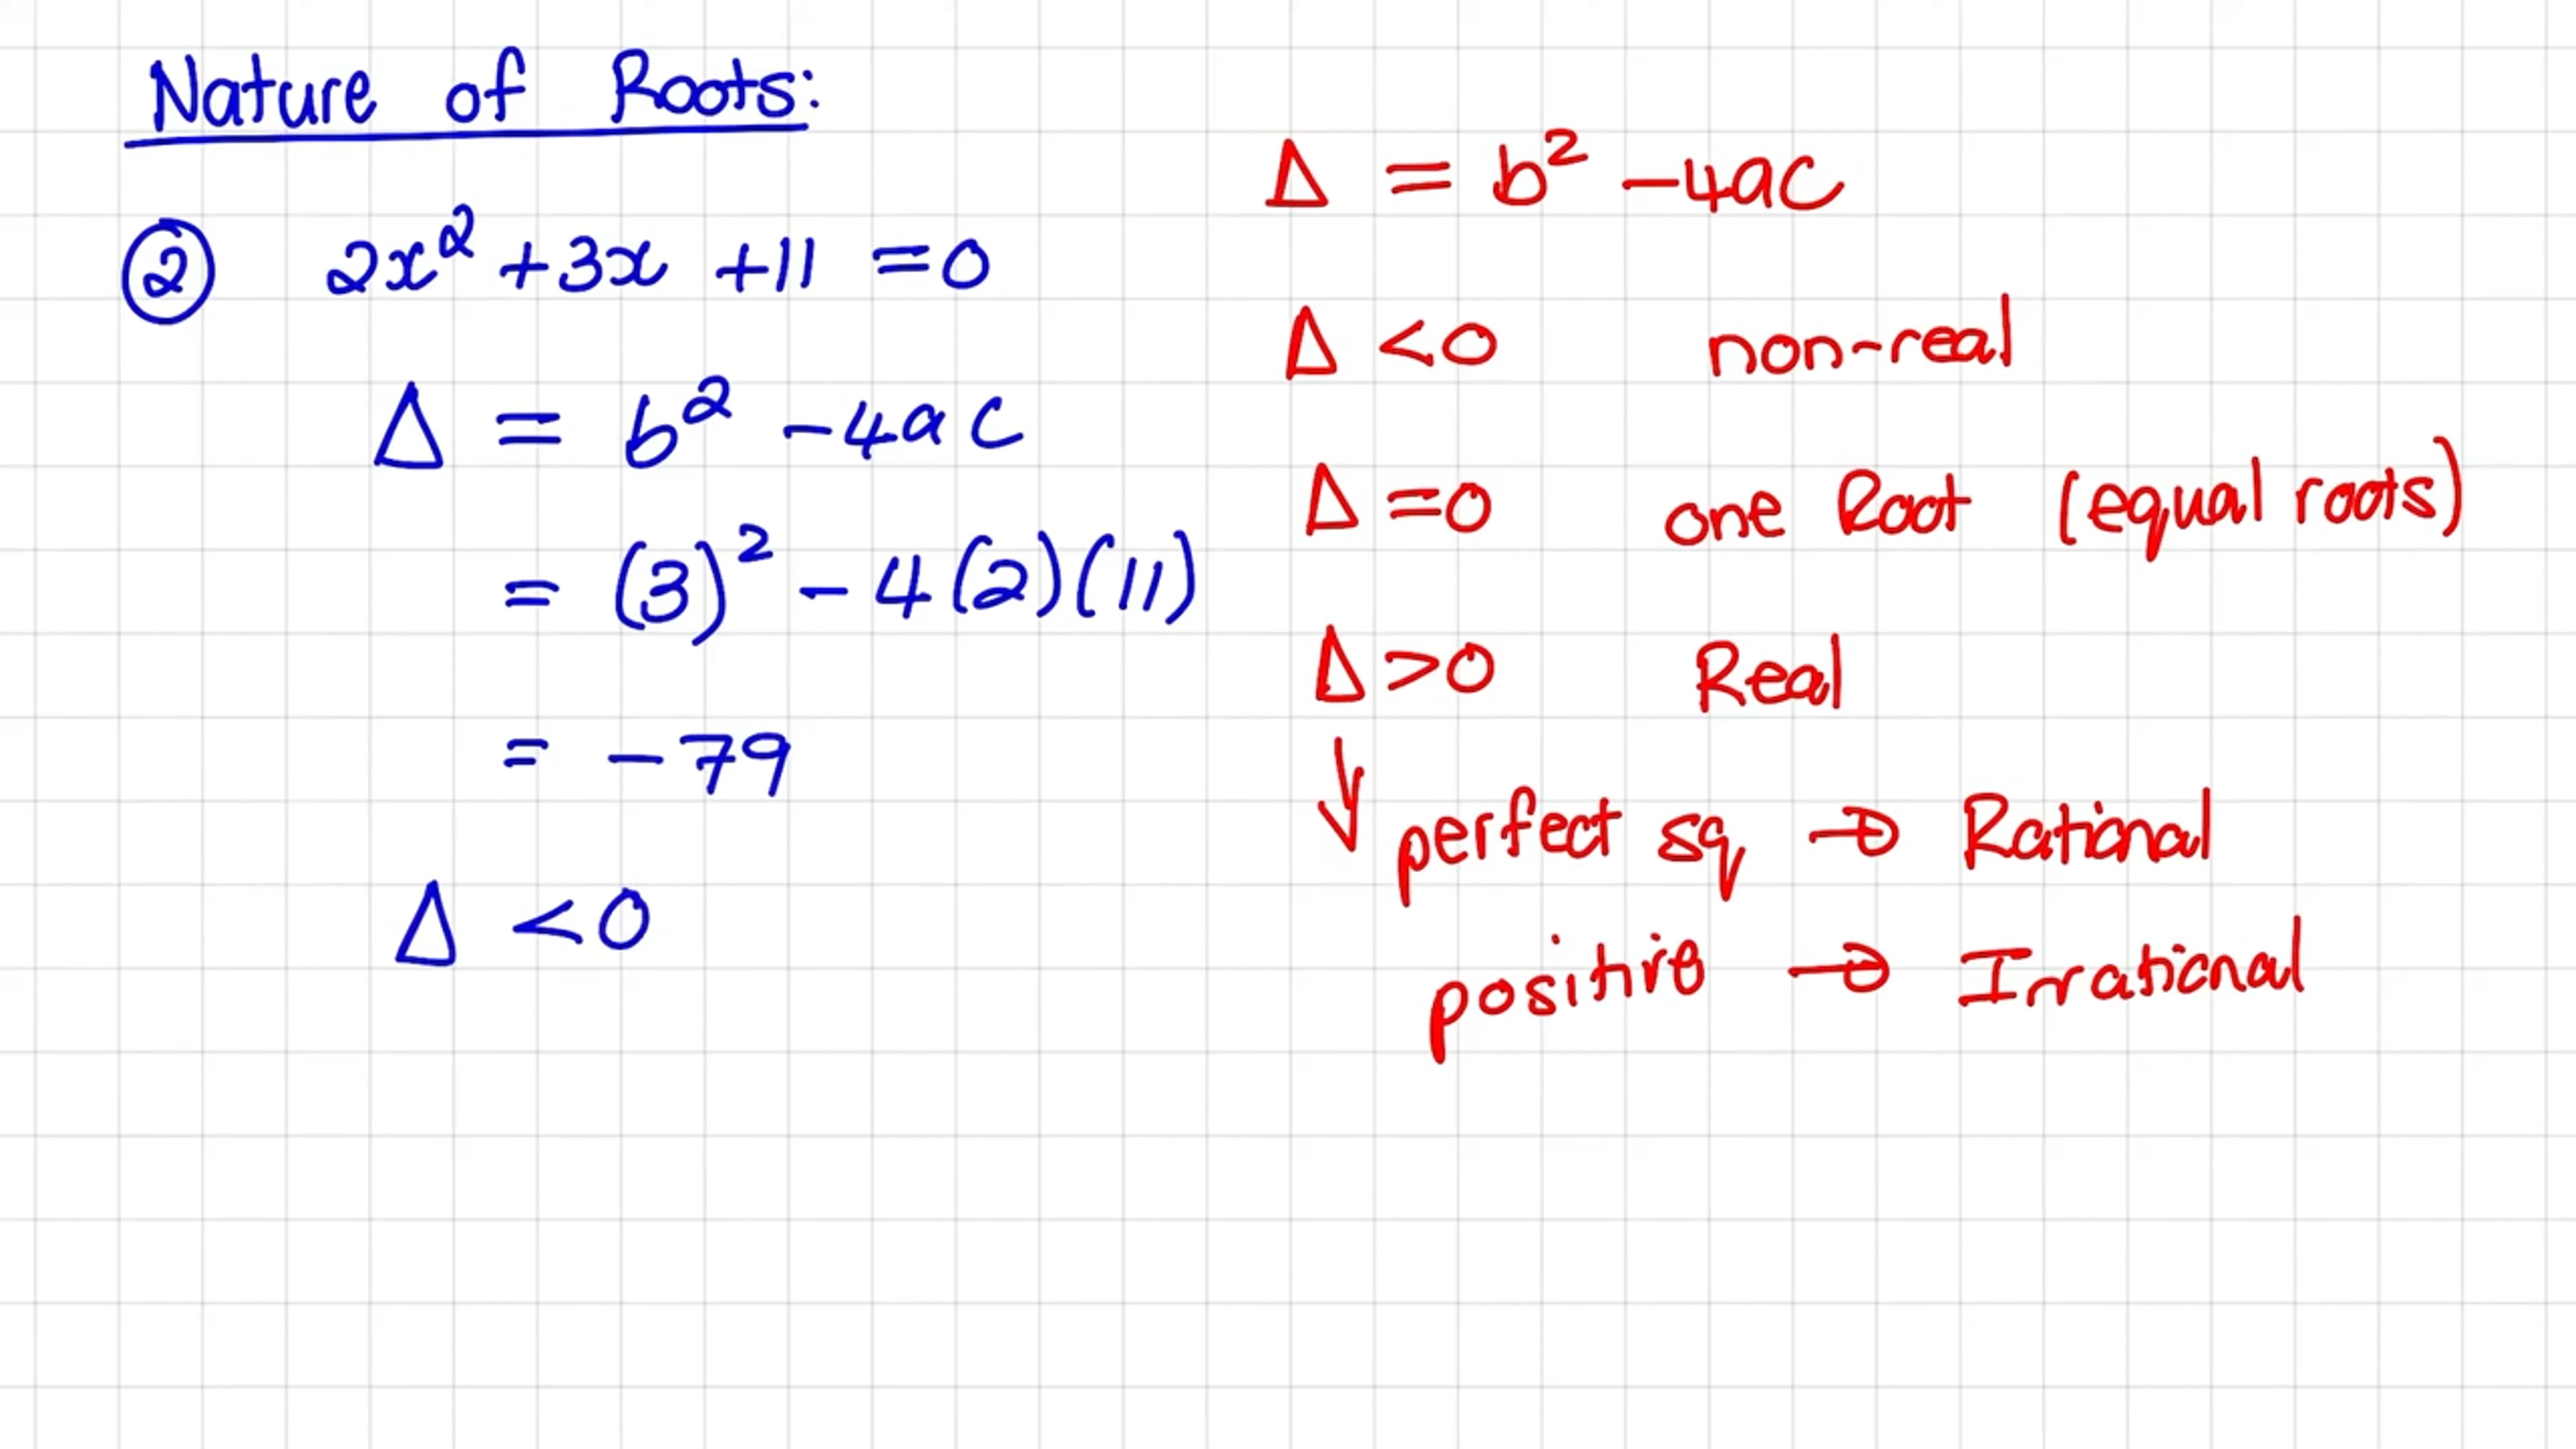 Nature of Roots:
② 2x² + 3x + 11 = 0
Δ = b² - 4ac
= (3)² - 4(2)(11)
= -79
Δ < 0
Δ = b² - 4ac
Δ < 0 non-real
Δ = 0 one Root (equal roots)
Δ > 0 Real
↓ perfect sq → Rational
positive → Irrational